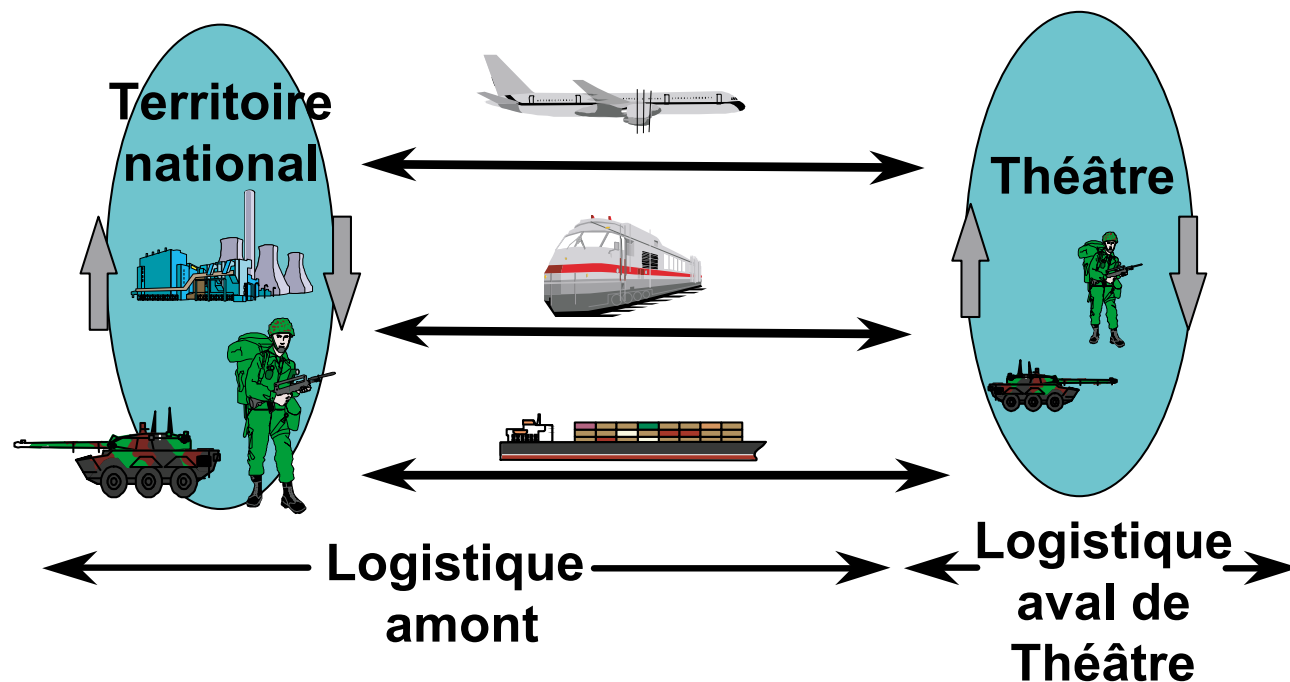 Territoire
national
Théâtre
Logistique
amont
Logistique
aval de
Théâtre